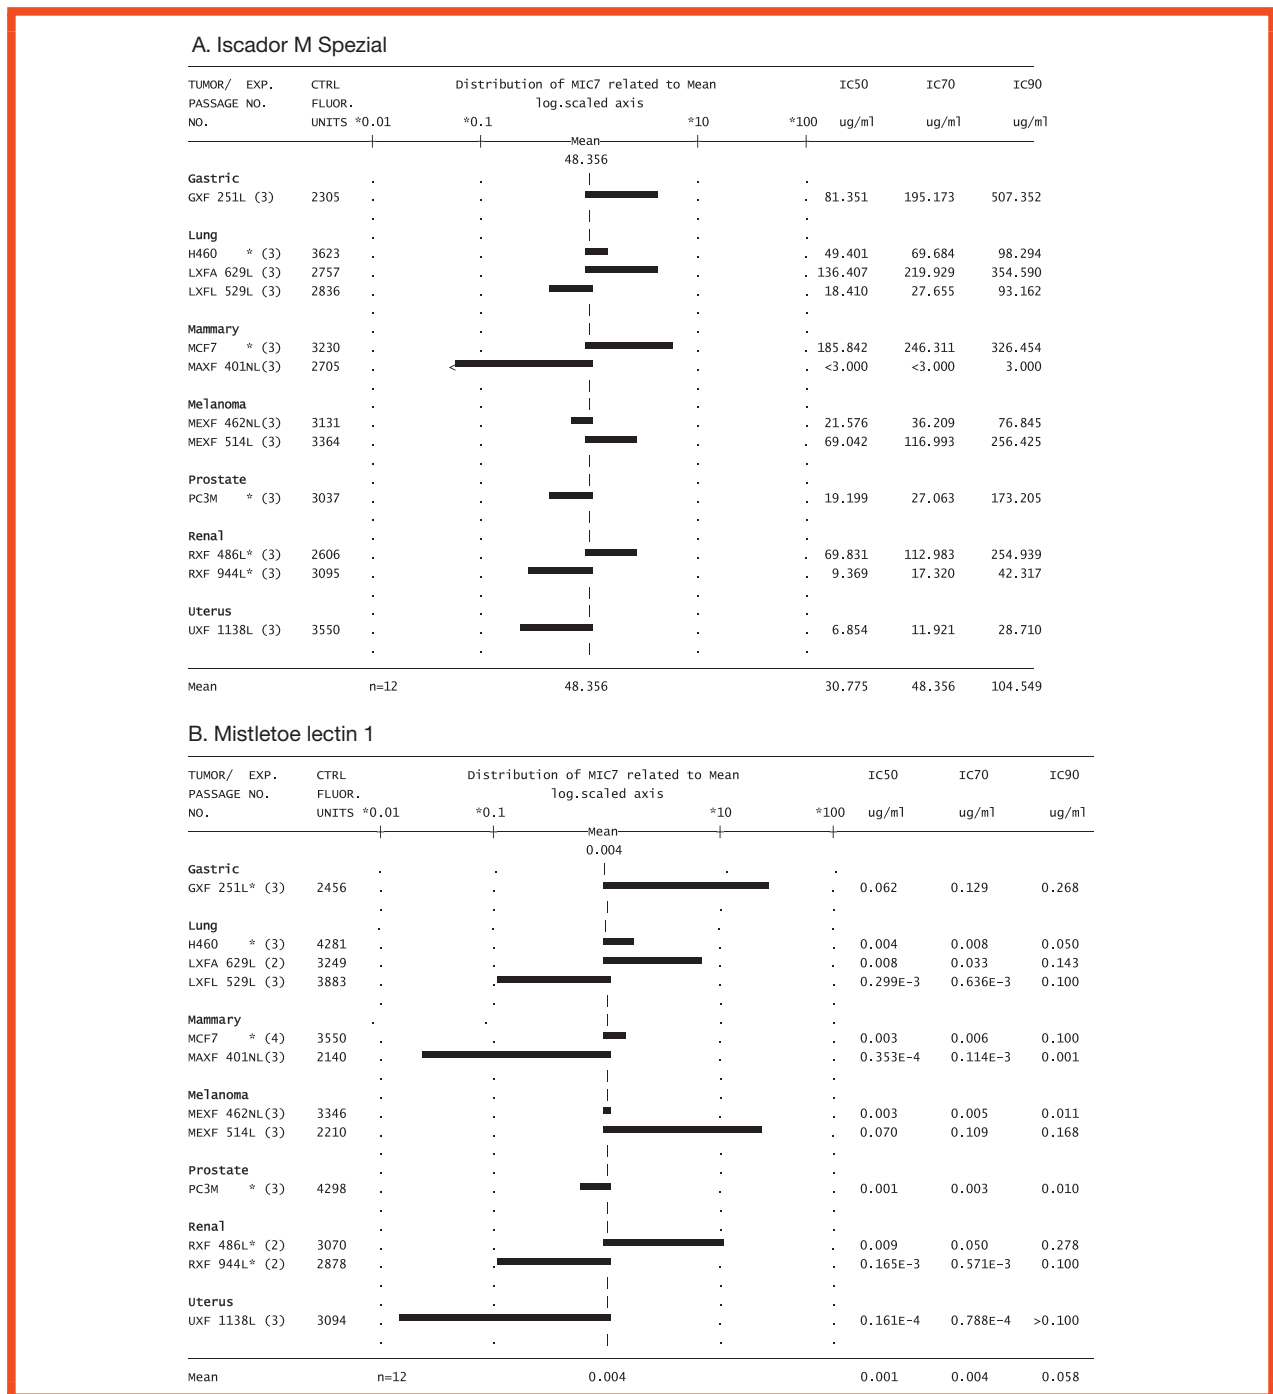 A. Iscador M Spezial
TUMOR/ EXP. CTRL Distribution of MIC7 related to Mean IC50 IC70 IC90
PASSAGE NO. FLUOR. log.scaled axis
NO. UNITS *0.01 *0.1 *10 *100 ug/ml ug/ml ug/ml
Mean
48.356
Gastric
GXF 251L (3) 2305 81.351 195.173 507.352
Lung
H460 * (3) 3623 49.401 69.684 98.294
LXFA 629L (3) 2757 136.407 219.929 354.590
LXFL 529L (3) 2836 18.410 27.655 93.162
Mammary
MCF7 * (3) 3230 185.842 246.311 326.454
MAXF 401NL(3) 2705 < <3.000 <3.000 3.000
Melanoma
MEXF 462NL(3) 3131 21.576 36.209 76.845
MEXF 514L (3) 3364 69.042 116.993 256.425
Prostate
PC3M * (3) 3037 19.199 27.063 173.205
Renal
RXF 486L* (3) 2606 69.831 112.983 254.939
RXF 944L* (3) 3095 9.369 17.320 42.317
Uterus
UXF 1138L (3) 3550 6.854 11.921 28.710
Mean n=12 48.356 30.775 48.356 104.549
B. Mistletoe lectin 1
TUMOR/ EXP. CTRL Distribution of MIC7 related to Mean IC50 IC70 IC90
PASSAGE NO. FLUOR. log.scaled axis
NO. UNITS *0.01 *0.1 *10 *100 ug/ml ug/ml ug/ml
Mean
0.004
Gastric
GXF 251L* (3) 2456 0.062 0.129 0.268
Lung
H460 * (3) 4281 0.004 0.008 0.050
LXFA 629L (2) 3249 0.008 0.033 0.143
LXFL 529L (3) 3883 0.299E-3 0.636E-3 0.100
Mammary
MCF7 * (4) 3550 0.003 0.006 0.100
MAXF 401NL(3) 2140 0.353E-4 0.114E-3 0.001
Melanoma
MEXF 462NL(3) 3346 0.003 0.005 0.011
MEXF 514L (3) 2210 0.070 0.109 0.168
Prostate
PC3M * (3) 4298 0.001 0.003 0.010
Renal
RXF 486L* (2) 3070 0.009 0.050 0.278
RXF 944L* (2) 2878 0.165E-3 0.571E-3 0.100
Uterus
UXF 1138L (3) 3094 0.161E-4 0.788E-4 >0.100
Mean n=12 0.004 0.001 0.004 0.058